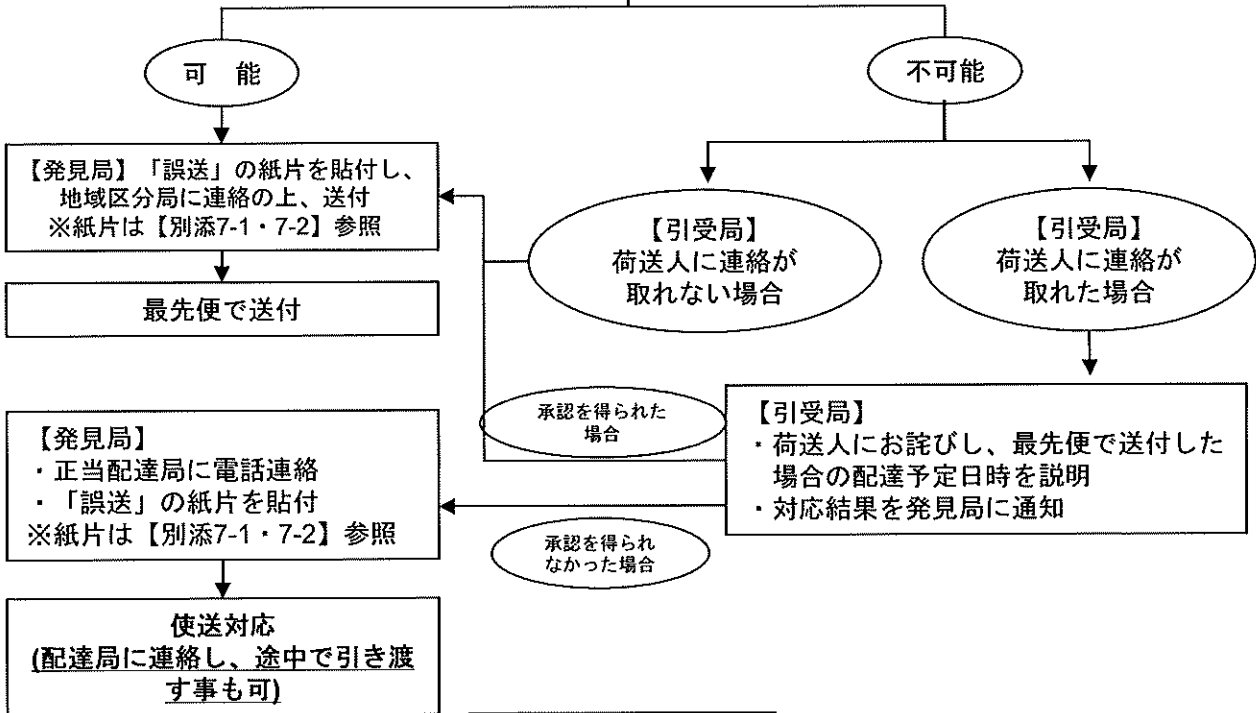 可　能
不可能
【発見局】「誤送」の紙片を貼付し、
地域区分局に連絡の上、送付
※紙片は【別添7-1・7-2】参照
最先便で送付
【引受局】
荷送人に連絡が
取れない場合
【引受局】
荷送人に連絡が
取れた場合
承認を得られた
場合
【引受局】
・荷送人にお詫びし、最先便で送付した
場合の配達予定日時を説明
・対応結果を発見局に通知
【発見局】
・正当配達局に電話連絡
・「誤送」の紙片を貼付
※紙片は【別添7-1・7-2】参照
承認を得られ
なかった場合
使送対応
(配達局に連絡し、途中で引き渡
す事も可)